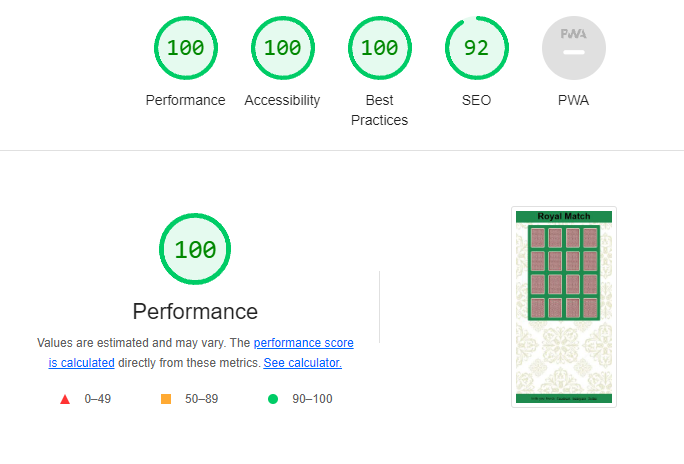 100
100
100
92
PWA
Performance
Accessibility
Best
Practices
SEO
PWA
100
Performance
Values are estimated and may vary. The performance score
is calculated directly from these metrics. See calculator.
0–49
50–89
90–100
Royal Match